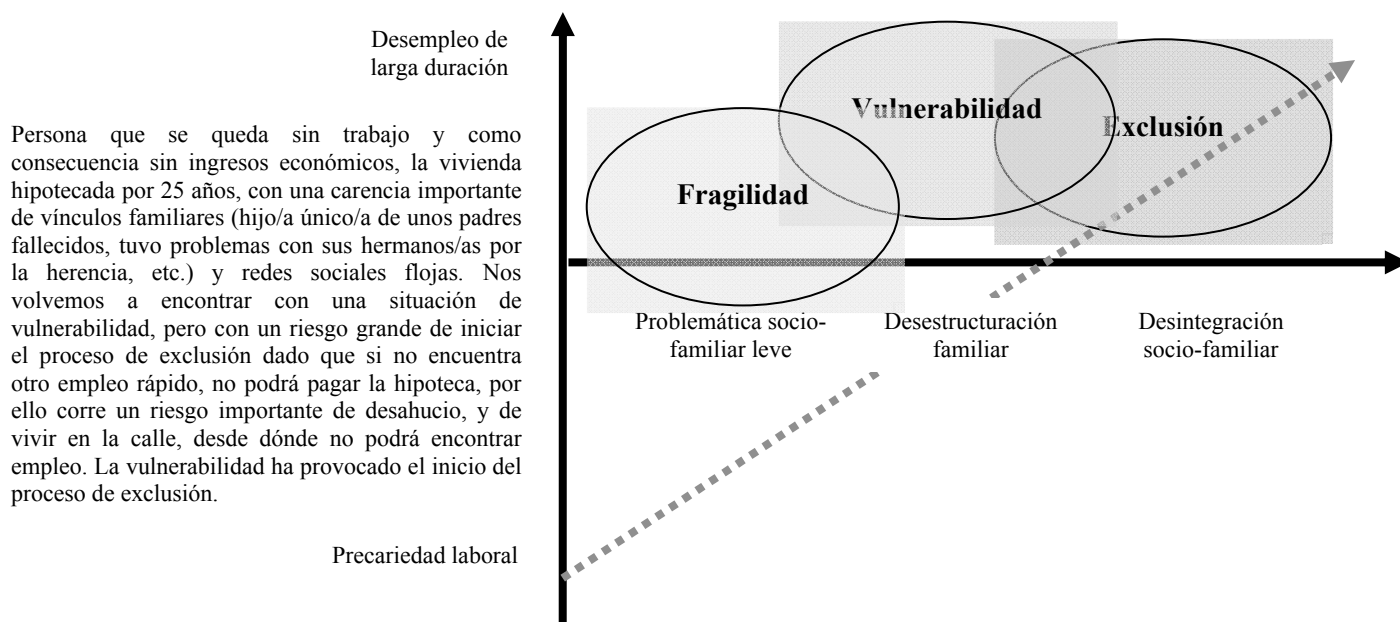 Desempleo de
larga duración
Persona que se queda sin trabajo y como
consecuencia sin ingresos económicos, la vivienda
hipotecada por 25 años, con una carencia importante
de vínculos familiares (hijo/a único/a de unos padres
fallecidos, tuvo problemas con sus hermanos/as por
la herencia, etc.) y redes sociales flojas. Nos
volvemos a encontrar con una situación de
vulnerabilidad, pero con un riesgo grande de iniciar
el proceso de exclusión dado que si no encuentra
otro empleo rápido, no podrá pagar la hipoteca, por
ello corre un riesgo importante de desahucio, y de
vivir en la calle, desde dónde no podrá encontrar
empleo. La vulnerabilidad ha provocado el inicio del
proceso de exclusión.
Precariedad laboral
Fragilidad
Vulnerabilidad
Exclusión
Problemática socio-
familiar leve
Desestructuración
familiar
Desintegración
socio-familiar